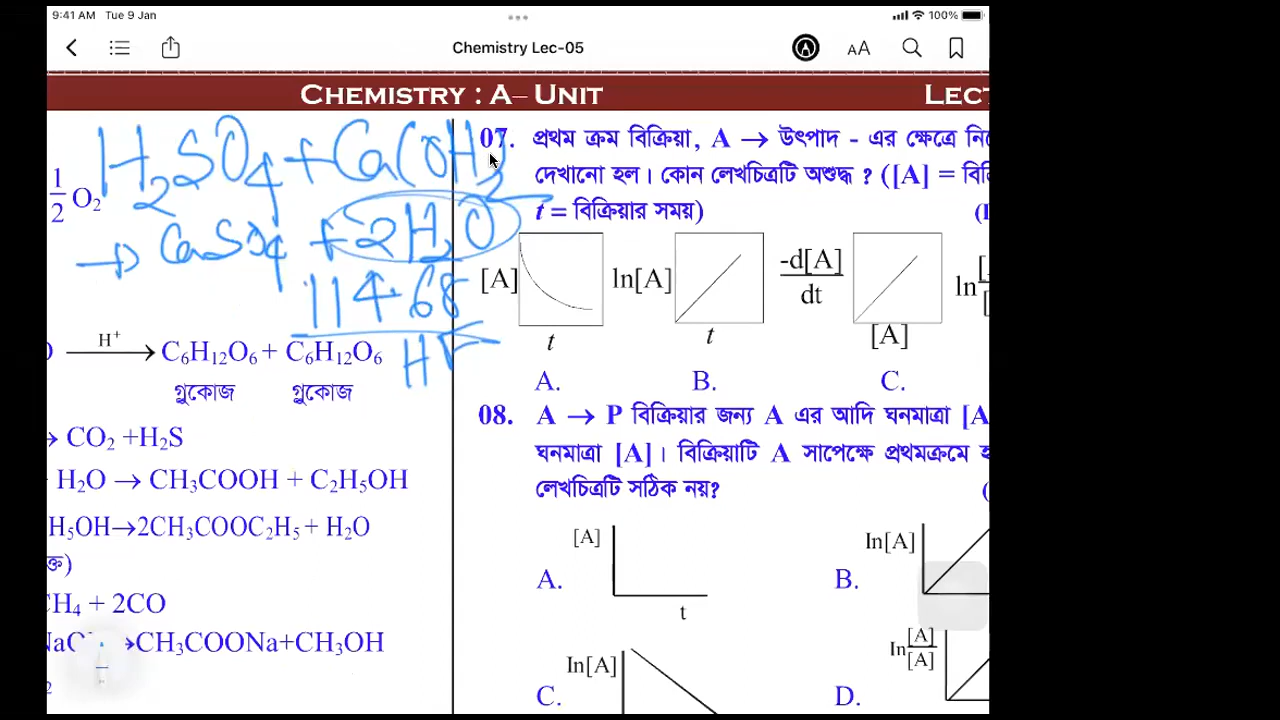 9:41 AM Tue 9 Jan
100%
Chemistry Lec-05
AA
CHEMISTRY : A– UNIT
LECT
H2SO4 + Ca(OH)2
→ CaSO4 + 2H2O
114.68
HF
1/2 O2
H+
→ C6H12O6 + C6H12O6
গ্লুকোজ গ্লুকোজ
→ CO2 +H2S
H2O → CH3COOH + C2H5OH
H5OH→2CH3COOC2H5 + H2O
ক্ত)
CH4 + 2CO
→CH3COONa+CH3OH
07. প্রথম ক্রম বিক্রিয়া, A → উৎপাদ - এর ক্ষেত্রে নি
দেখানো হল। কোন লেখচিত্রটি অশুদ্ধ ? ([A] = বিক্রি
t = বিক্রিয়ার সময়)
[A] ln[A] -d[A]/dt ln
t t [A]
A. B. C.
08. A → P বিক্রিয়ার জন্য A এর আদি ঘনমাত্রা [A
ঘনমাত্রা [A]। বিক্রিয়াটি A সাপেক্ষে প্রথমক্রমে হ
লেখচিত্রটি সঠিক নয়?
[A] In[A]
A. B.
t
In[A] In[A]/[A]
C. D.